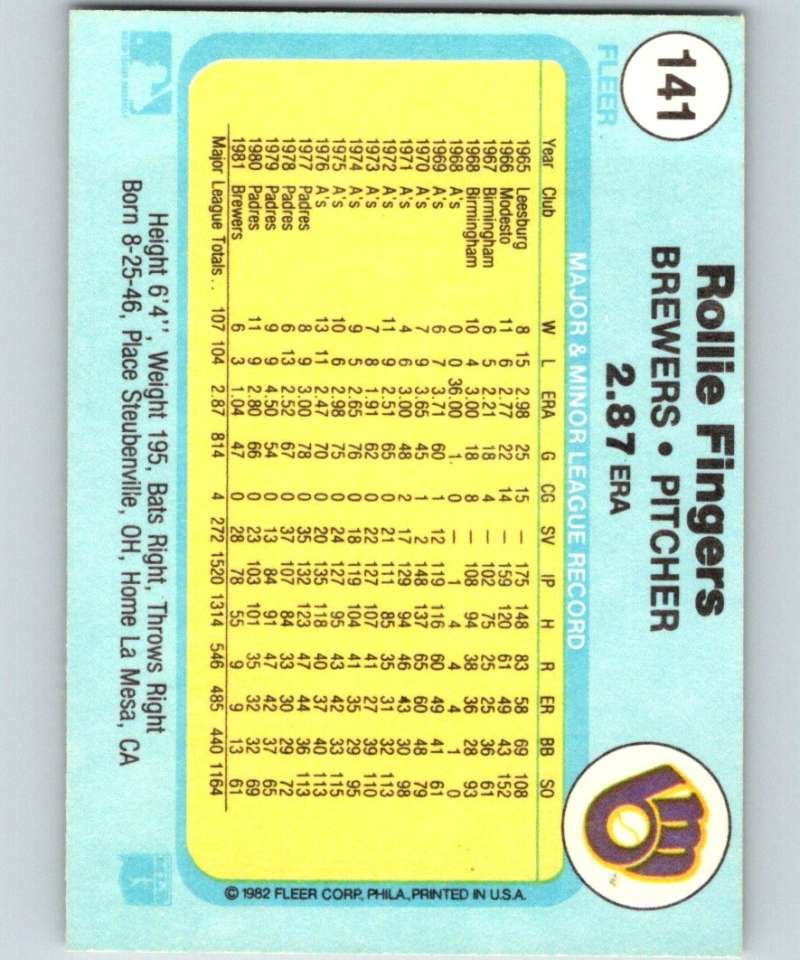 141
FLEER
Rollie Fingers
BREWERS • PITCHER
2.87 ERA
MAJOR & MINOR LEAGUE RECORD
Year Club W L ERA G CG SV IP H R ER BB SO
1965 Leesburg 8 15 2.98 25 15 — 175 148 83 58 69 108
1966 Modesto 11 6 2.77 22 14 — 159 120 61 49 43 152
1967 Birmingham 6 5 2.21 18 4 — 102 75 25 25 36 61
1968 Birmingham 10 4 3.00 18 8 — 108 94 38 36 28 93
1968 A's 0 0 36.00 1 0 — 1 4 4 4 1 0
1969 A's 6 7 3.71 60 1 12 119 116 60 49 41 61
1970 A's 7 9 3.65 45 1 2 148 137 65 60 48 79
1971 A's 4 6 3.00 48 2 17 129 94 46 43 30 98
1972 A's 11 9 2.51 65 0 21 111 85 35 31 32 113
1973 A's 7 8 1.91 62 0 22 127 107 41 27 39 110
1974 A's 9 5 2.65 76 0 18 119 104 41 35 29 95
1975 A's 10 6 2.98 75 0 24 127 95 43 42 33 115
1976 A's 13 11 2.47 70 0 20 135 118 40 37 40 113
1977 Padres 8 9 3.00 78 0 35 132 123 47 44 36 113
1978 Padres 6 13 2.52 67 0 37 107 84 33 30 29 72
1979 Padres 9 9 4.50 54 0 13 84 91 47 42 37 65
1980 Padres 11 9 2.80 66 0 23 103 101 35 32 32 69
1981 Brewers 6 3 1.04 47 0 28 78 55 9 9 13 61
Major League Totals . . 107 104 2.87 814 4 272 1520 1314 546 485 440 1164
Height 6'4'', Weight 195, Bats Right, Throws Right
Born 8-25-46, Place Steubenville, OH, Home La Mesa, CA
© 1982 FLEER CORP., PHILA., PRINTED IN U.S.A.
TM